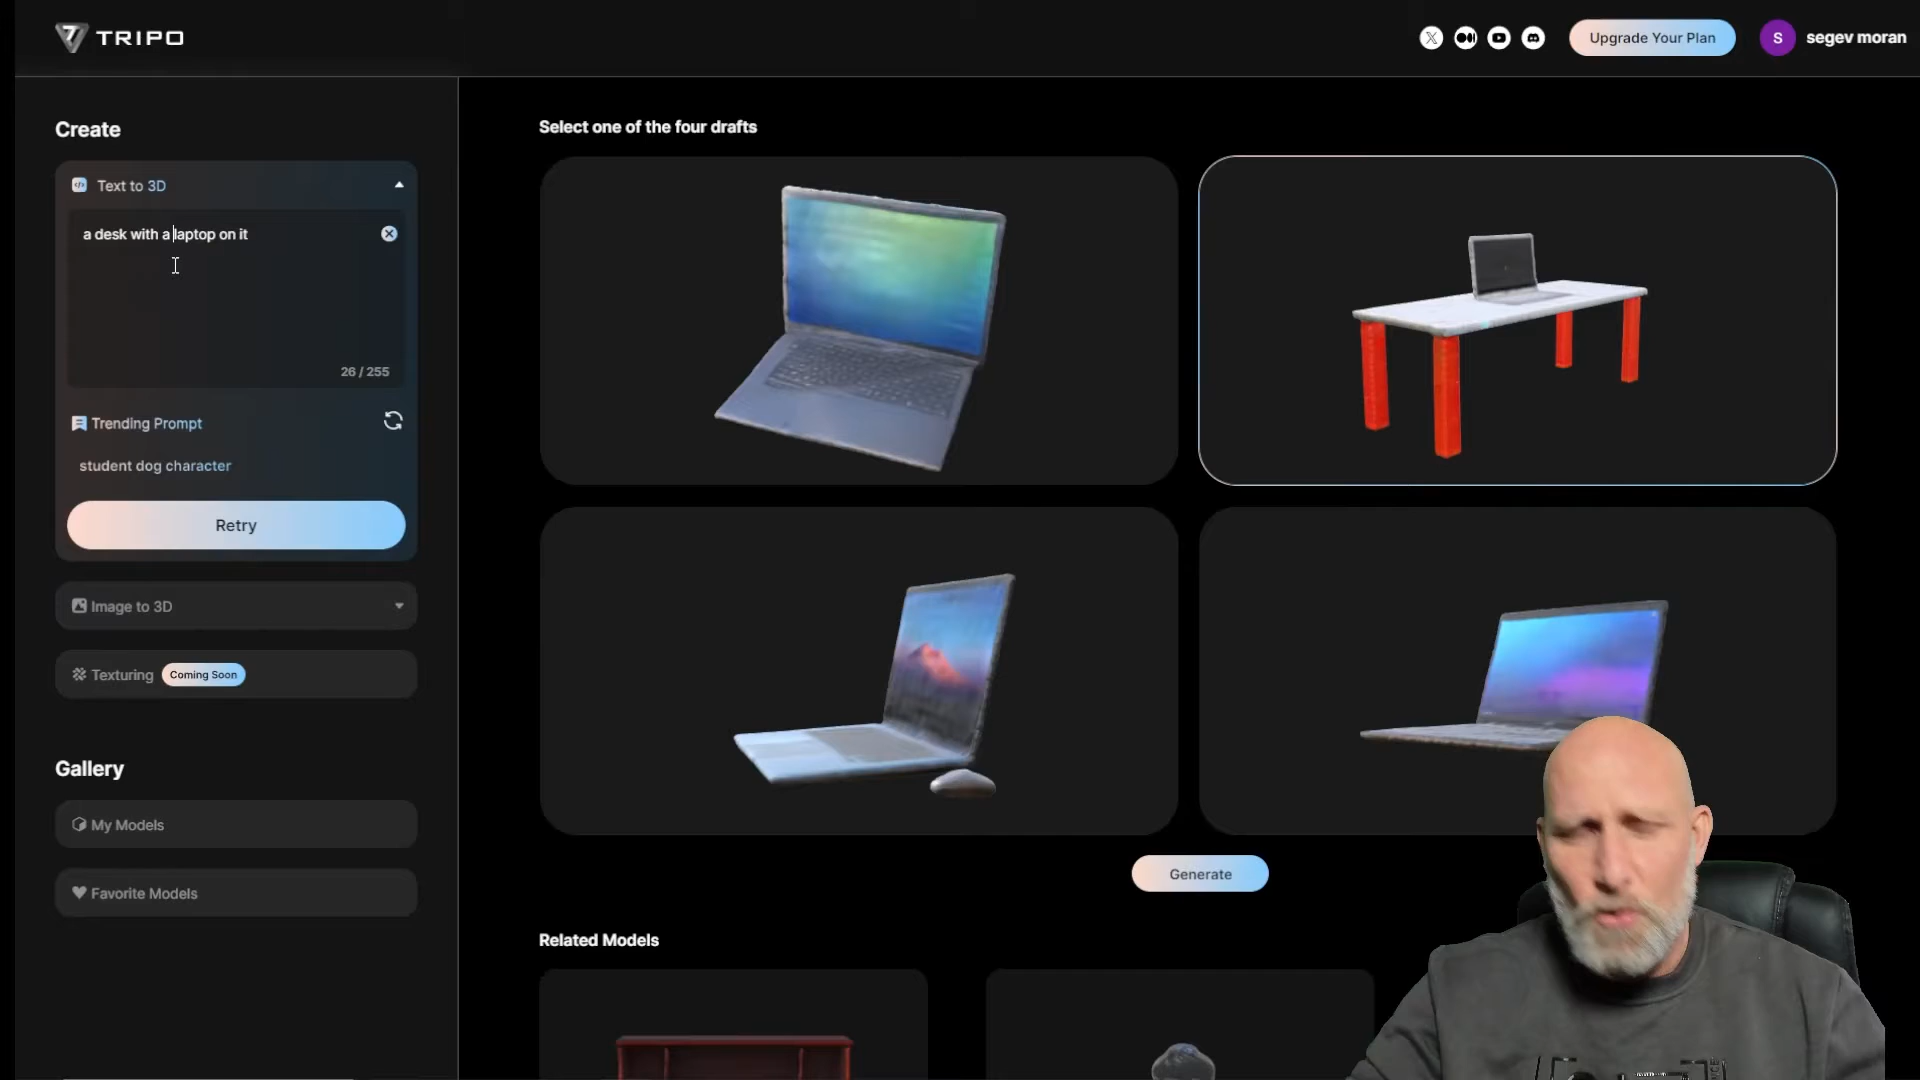 TRIPO
Upgrade Your Plan
S
segev moran
Create
Text to 3D
a desk with a laptop on it
26 / 255
Trending Prompt
student dog character
Retry
Image to 3D
Texturing
Coming Soon
Gallery
My Models
Favorite Models
Select one of the four drafts
Generate
Related Models